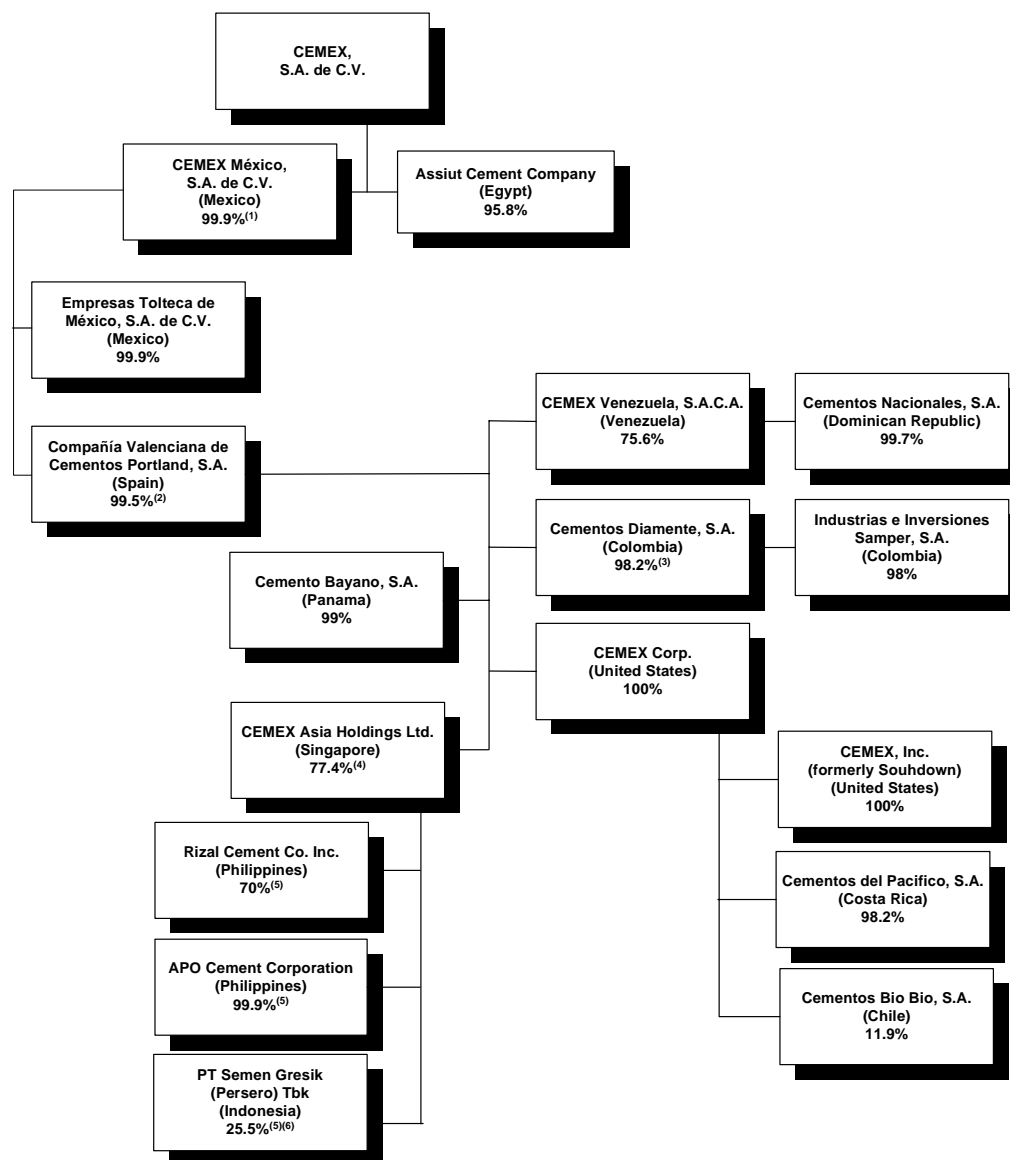 CEMEX,
S.A. de C.V.
CEMEX México,
S.A. de C.V.
(Mexico)
99.9%(1)
Assiut Cement Company
(Egypt)
95.8%
Empresas Tolteca de
México, S.A. de C.V.
(Mexico)
99.9%
CEMEX Venezuela, S.A.C.A.
(Venezuela)
75.6%
Cementos Nacionales, S.A.
(Dominican Republic)
99.7%
Compañía Valenciana de
Cementos Portland, S.A.
(Spain)
99.5%(2)
Cementos Diamente, S.A.
(Colombia)
98.2%(3)
Industrias e Inversiones
Samper, S.A.
(Colombia)
98%
Cemento Bayano, S.A.
(Panama)
99%
CEMEX Corp.
(United States)
100%
CEMEX Asia Holdings Ltd.
(Singapore)
77.4%(4)
CEMEX, Inc.
(formerly Souhdown)
(United States)
100%
Rizal Cement Co. Inc.
(Philippines)
70%(5)
Cementos del Pacifico, S.A.
(Costa Rica)
98.2%
APO Cement Corporation
(Philippines)
99.9%(5)
Cementos Bio Bio, S.A.
(Chile)
11.9%
PT Semen Gresik
(Persero) Tbk
(Indonesia)
25.5%(5)(6)